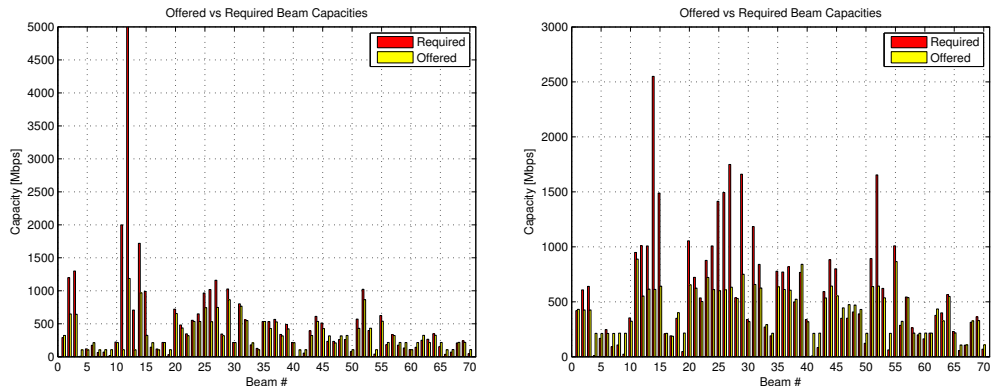 Offered vs Required Beam Capacities
5000
4500
4000
3500
3000
2500
2000
1500
1000
500
0
Capacity [Mbps]
Required
Offered
0 5 10 15 20 25 30 35 40 45 50 55 60 65 70
Beam #
Offered vs Required Beam Capacities
3000
2500
2000
1500
1000
500
0
Capacity [Mbps]
Required
Offered
0 5 10 15 20 25 30 35 40 45 50 55 60 65 70
Beam #